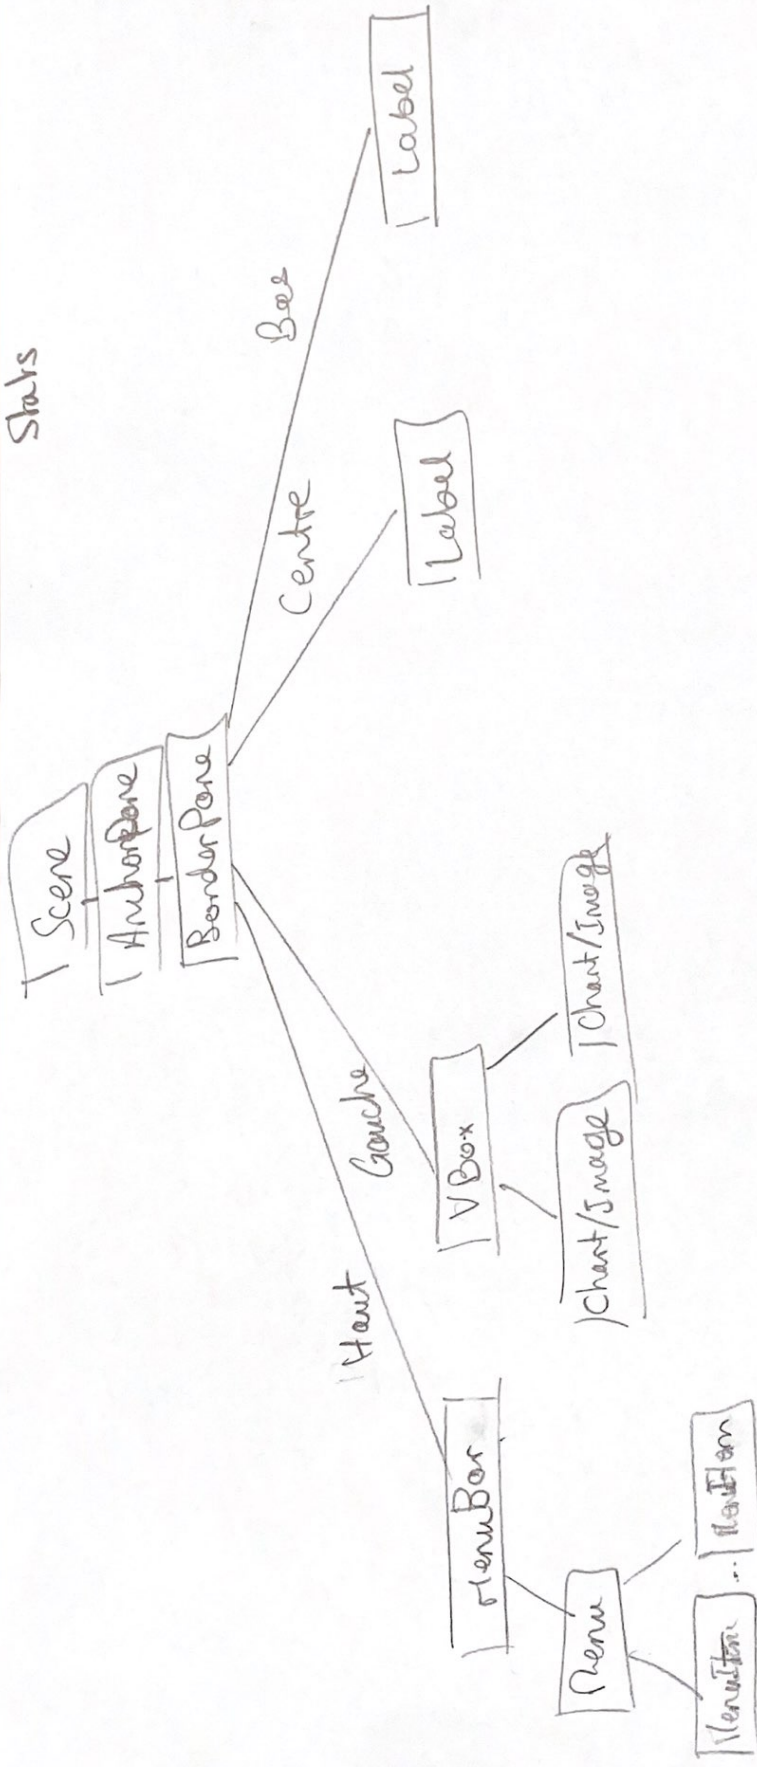 Stats
Scene
AnchorPane
BorderPane
Haut
Gauche
Centre
Bas
MenuBar
VBox
Label
Label
Menu
Chart/Image
Chart/Image
MenuItem
...
MenuItem